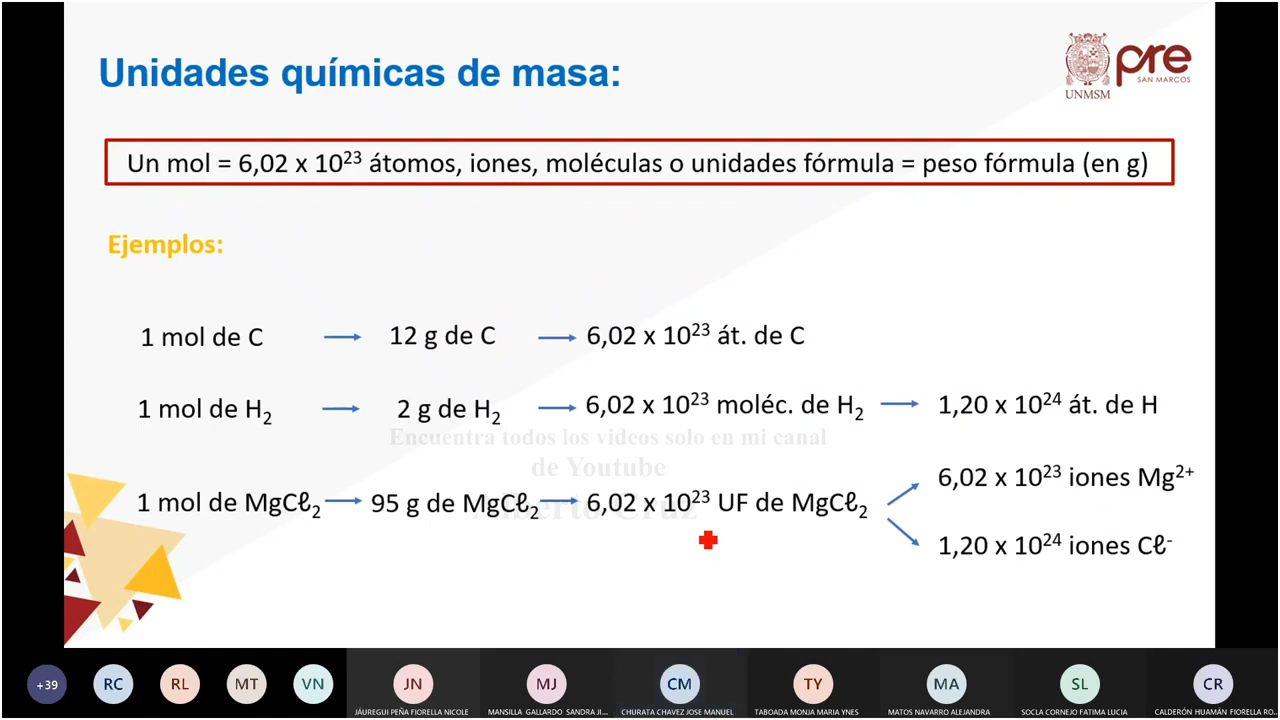 Unidades químicas de masa:
pre
SAN MARCOS
UNMSM
Un mol = 6,02 x 10²³ átomos, iones, moléculas o unidades fórmula = peso fórmula (en g)
Ejemplos:
1 mol de C → 12 g de C → 6,02 x 10²³ át. de C
1 mol de H₂ → 2 g de H₂ → 6,02 x 10²³ moléc. de H₂ → 1,20 x 10²⁴ át. de H
Encuentra todos los videos solo en mi canal
de Youtube
Alberto Cruz
1 mol de MgCℓ₂ → 95 g de MgCℓ₂ → 6,02 x 10²³ UF de MgCℓ₂
6,02 x 10²³ iones Mg²⁺
1,20 x 10²⁴ iones Cℓ⁻
+39 RC RL MT VN JN MJ CM TY MA SL CR
JÁUREGUI PEÑA FIORELLA NICOLE
MANSILLA GALLARDO SANDRA JI...
CHURATA CHAVEZ JOSE MANUEL
TABOADA MONJA MARIA YNES
MATOS NAVARRO ALEJANDRA
SOCLA CORNEJO FATIMA LUCIA
CALDERÓN HUAMÁN FIORELLA RO...